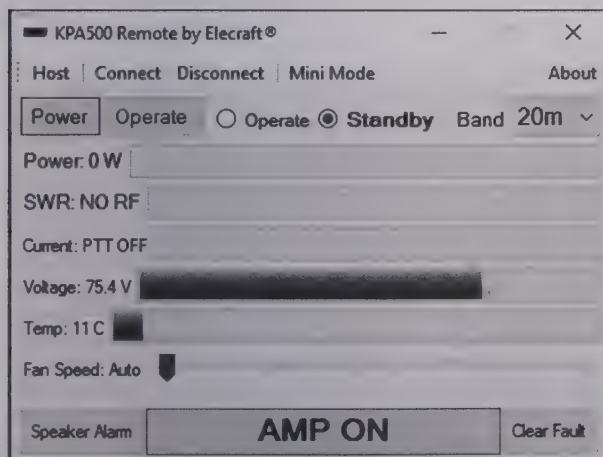 KPA500 Remote by Elecraft®
Host Connect Disconnect Mini Mode About
Power Operate Operate Standby Band 20m
Power: 0 W
SWR: NO RF
Current: PTT OFF
Voltage: 75.4 V
Temp: 11 C
Fan Speed: Auto
Speaker Alarm AMP ON Clear Fault